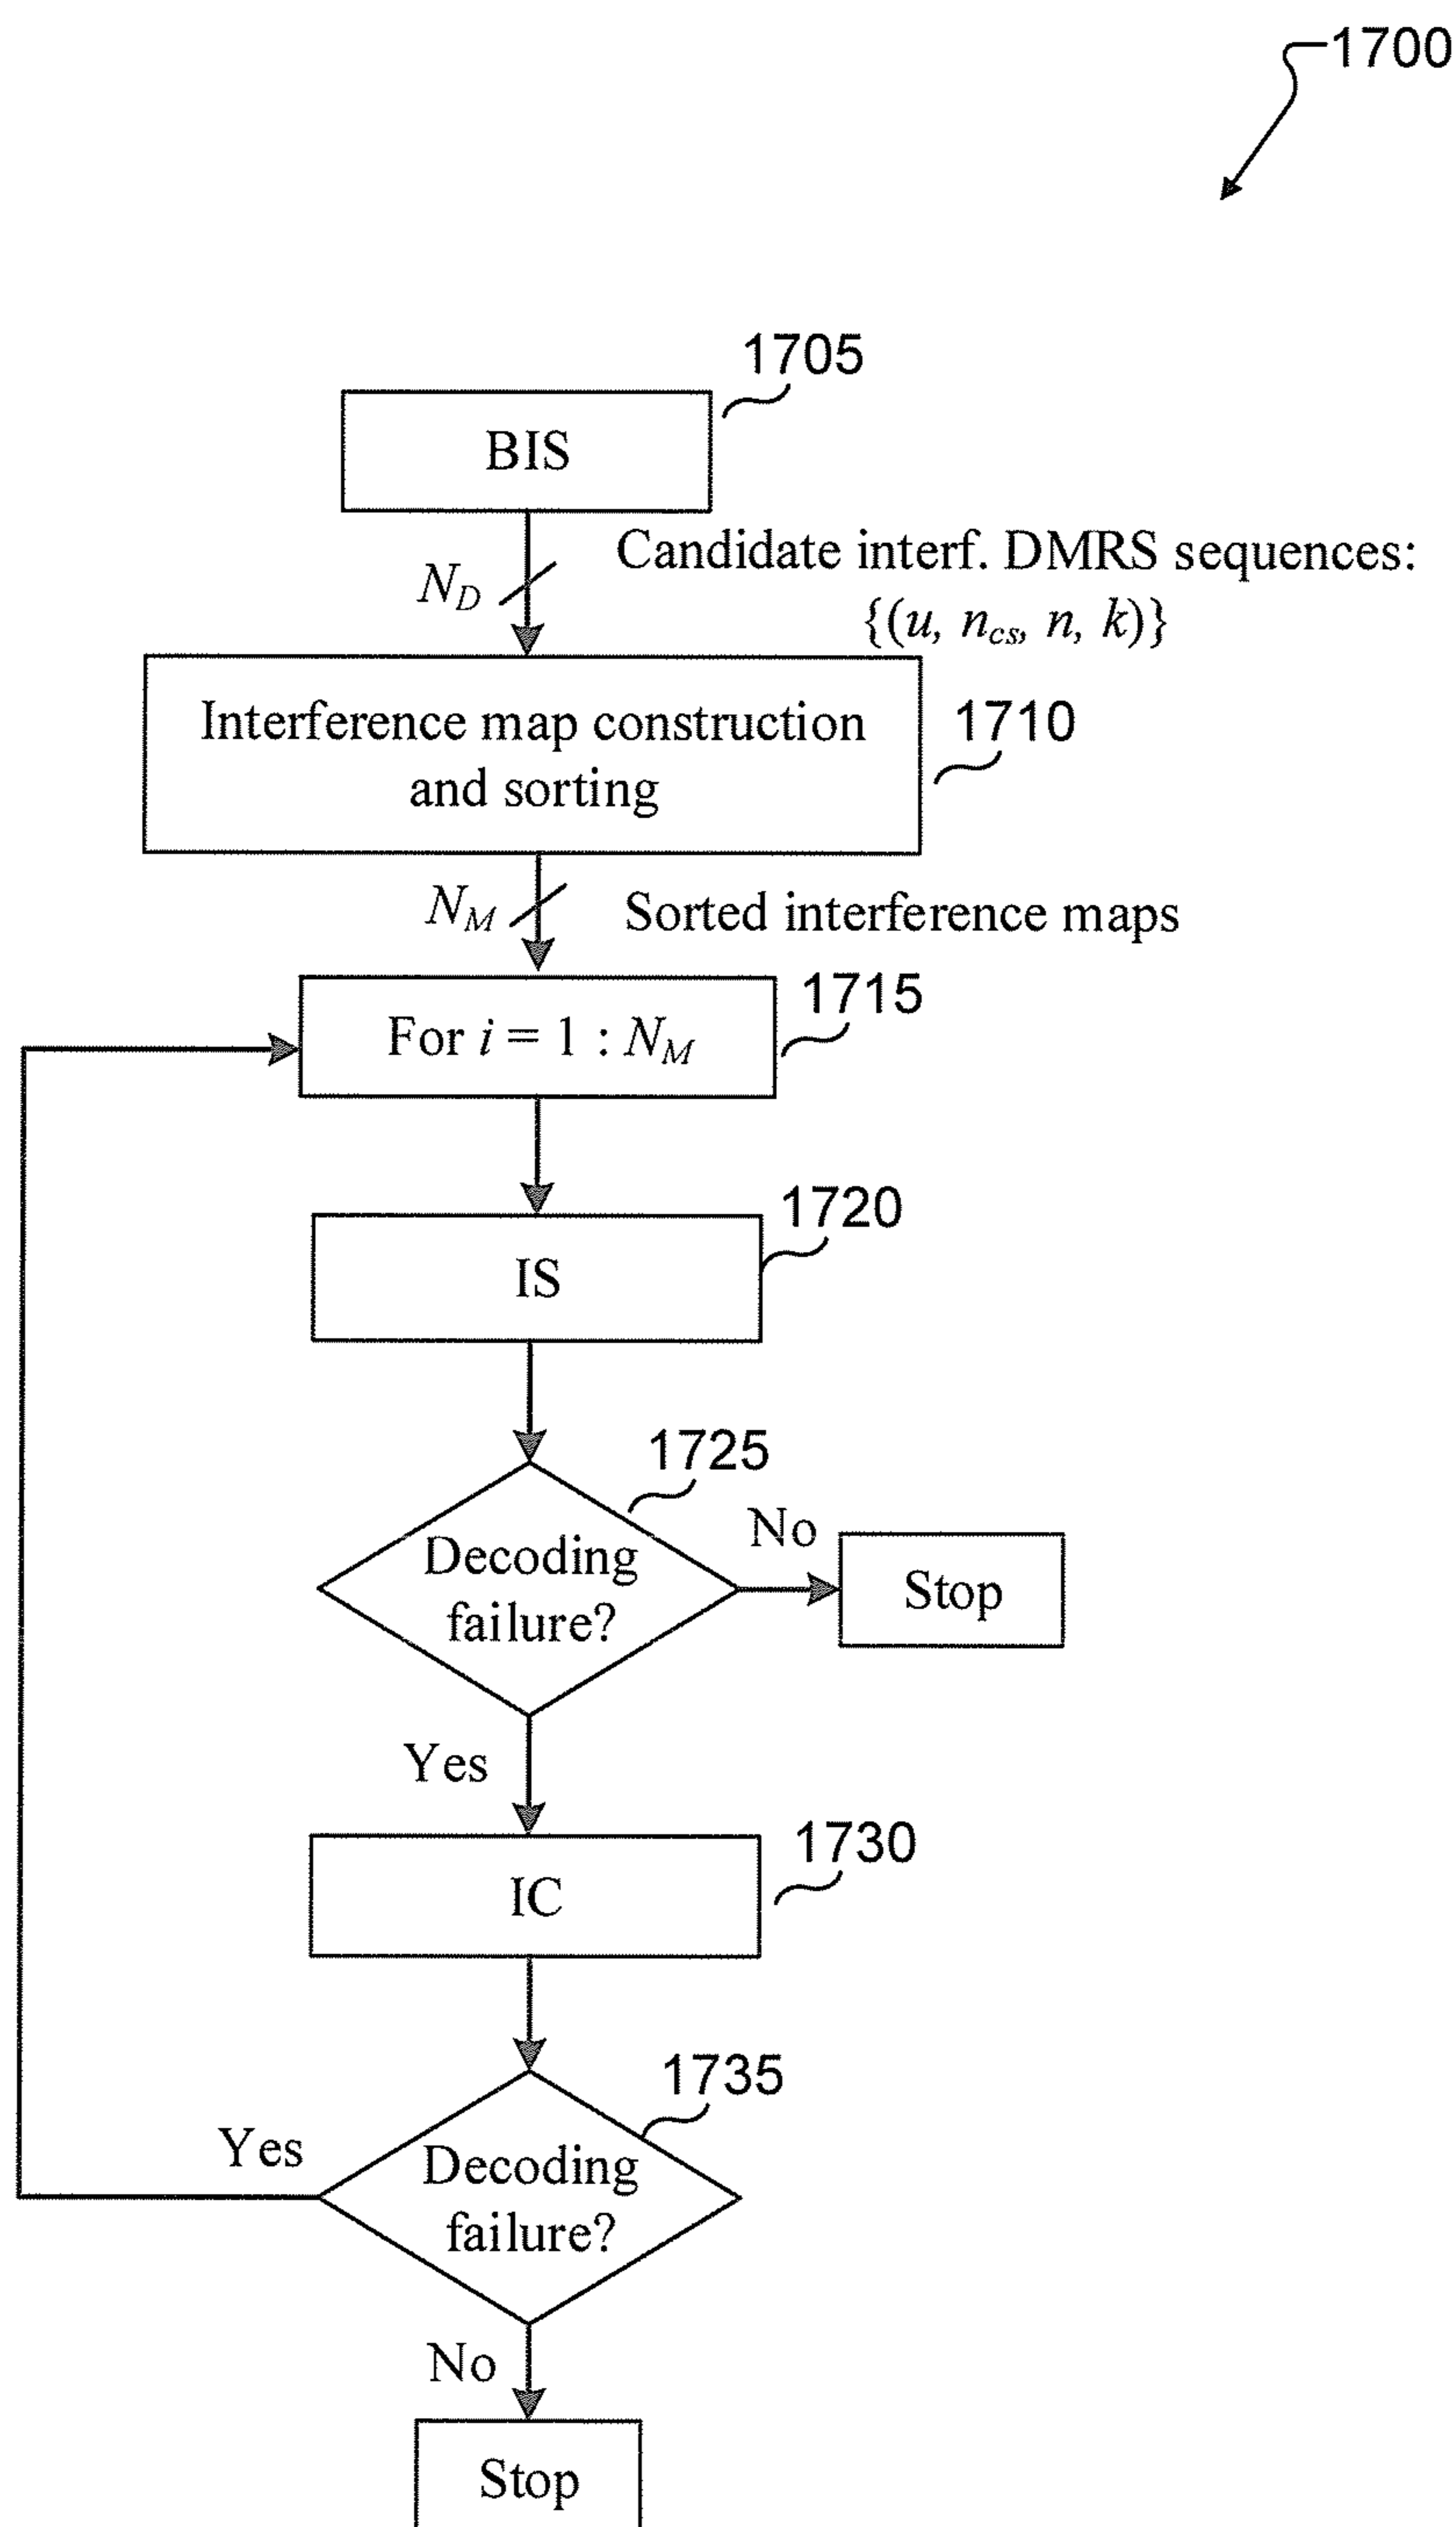 1700
1705
BIS
Candidate interf. DMRS sequences:
N_D
{(u, n_cs, n, k)}
Interference map construction
and sorting
1710
N_M
Sorted interference maps
1715
For i = 1 : N_M
1720
IS
1725
Decoding
failure?
No
Stop
Yes
1730
IC
1735
Decoding
failure?
Yes
No
Stop